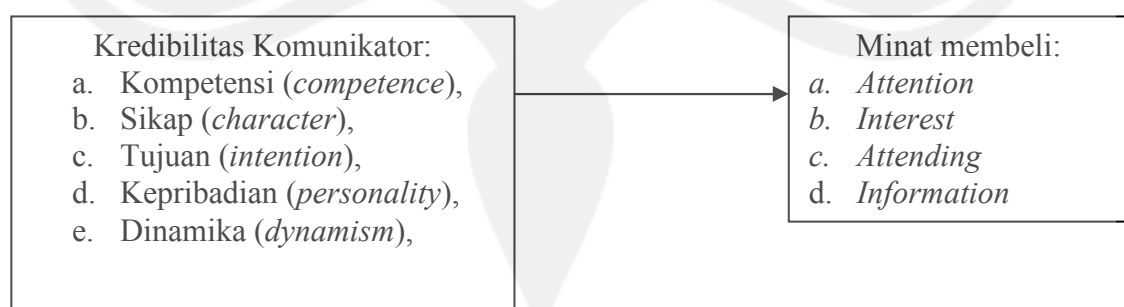 Kredibilitas Komunikator:
a. Kompetensi (competence),
b. Sikap (character),
c. Tujuan (intention),
d. Kepribadian (personality),
e. Dinamika (dynamism),
Minat membeli:
a. Attention
b. Interest
c. Attending
d. Information